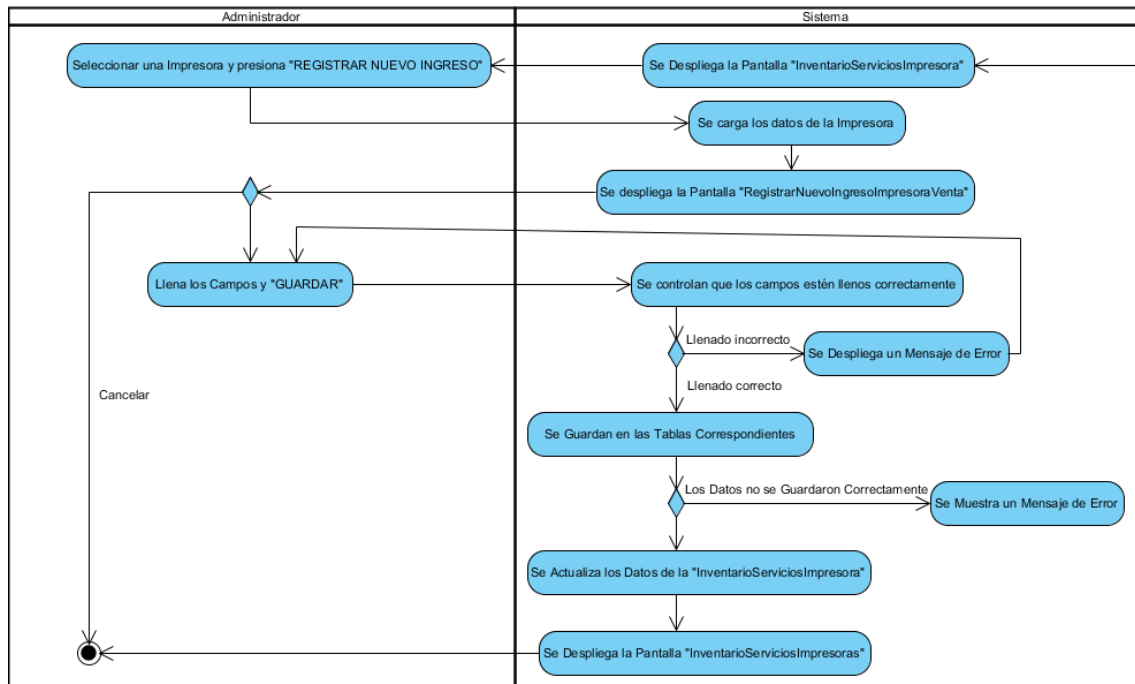 Administrador
Sistema
Seleccionar una Impresora y presiona "REGISTRAR NUEVO INGRESO"
Se Despliega la Pantalla "InventarioServiciosImpresora"
Se carga los datos de la Impresora
Se despliega la Pantalla "RegistrarNuevoIngresoImpresoraVenta"
Llena los Campos y "GUARDAR"
Se controlan que los campos estén llenos correctamente
Llenado incorrecto
Se Despliega un Mensaje de Error
Llenado correcto
Cancelar
Se Guardan en las Tablas Correspondientes
Los Datos no se Guardaron Correctamente
Se Muestra un Mensaje de Error
Se Actualiza los Datos de la "InventarioServiciosImpresora"
Se Despliega la Pantalla "InventarioServiciosImpresoras"